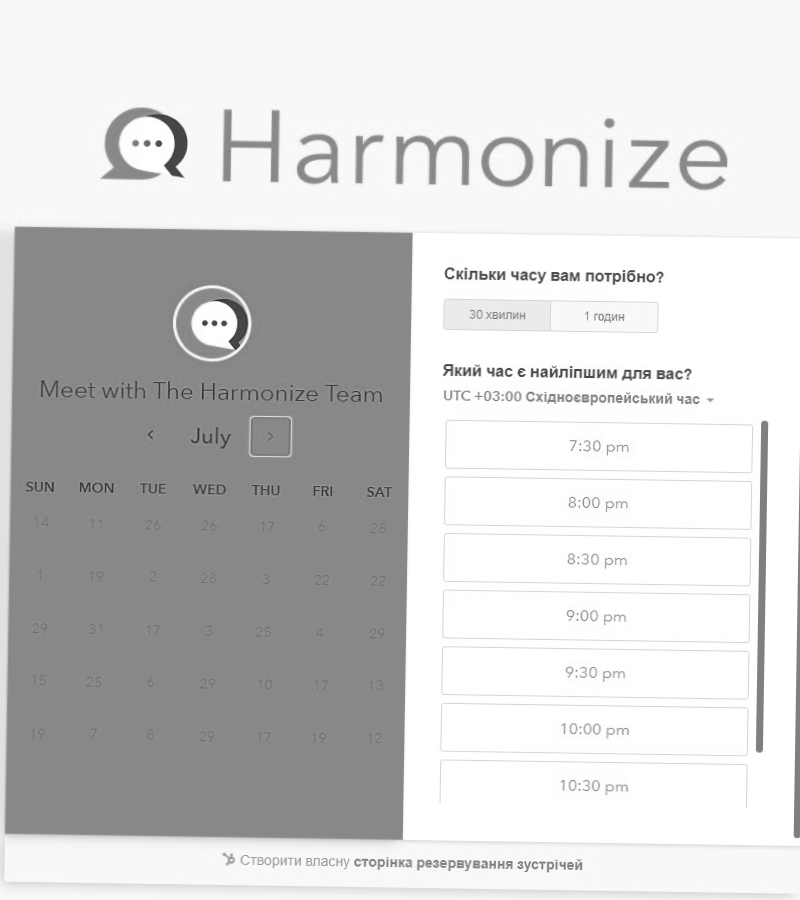 Harmonize
Meet with The Harmonize Team
July
SUN MON TUE WED THU FRI SAT
14 11 26 26 17 6 28
1 19 2 28 3 22 22
29 31 17 3 25 4 29
15 25 6 29 10 17 13
19 7 8 29 17 19 12
Скільки часу вам потрібно?
30 хвилин 1 годин
Який час є найліпшим для вас?
UTC +03:00 Східноєвропейський час
7:30 pm
8:00 pm
8:30 pm
9:00 pm
9:30 pm
10:00 pm
10:30 pm
Створити власну сторінка резервування зустрічей